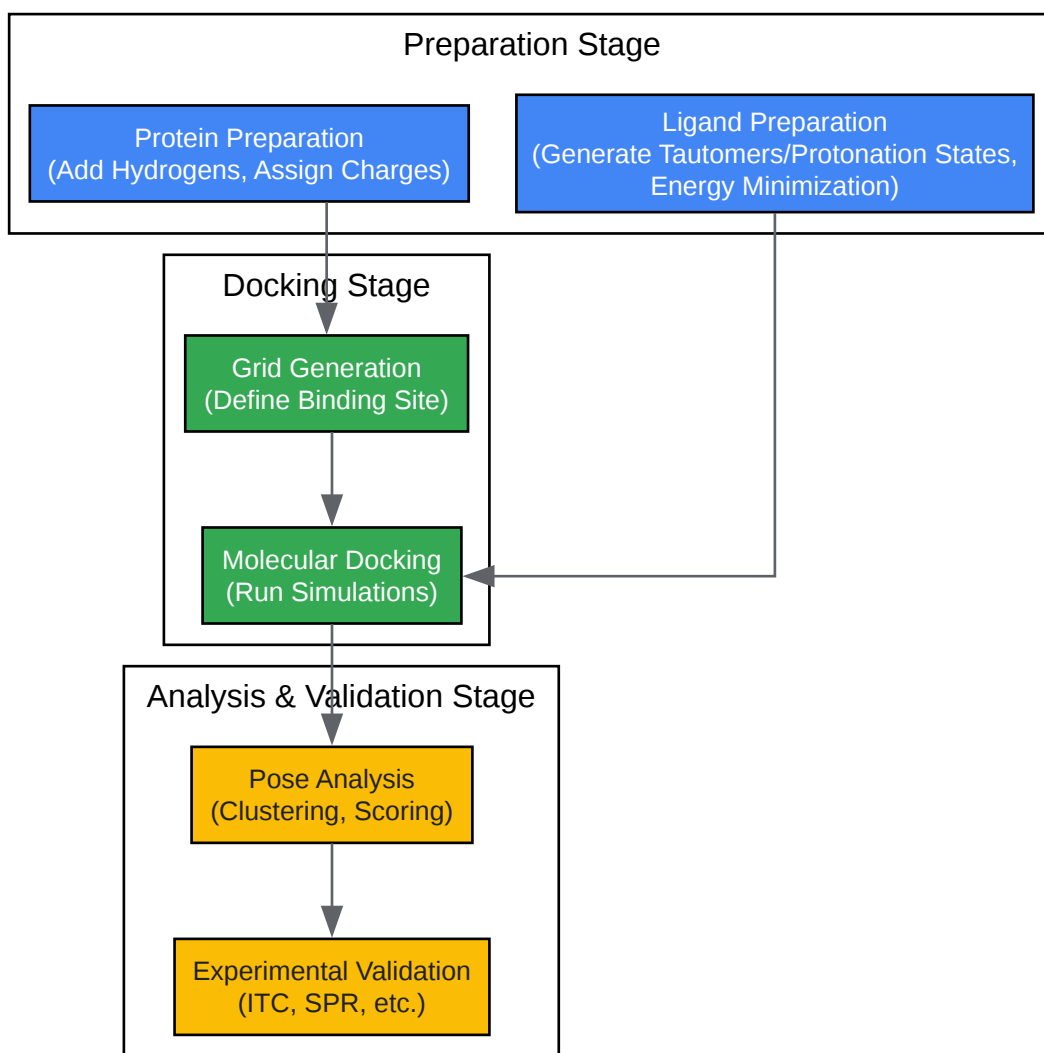 Preparation Stage
Protein Preparation
(Add Hydrogens, Assign Charges)
Ligand Preparation
(Generate Tautomers/Protonation States,
Energy Minimization)
Docking Stage
Grid Generation
(Define Binding Site)
Molecular Docking
(Run Simulations)
Analysis & Validation Stage
Pose Analysis
(Clustering, Scoring)
Experimental Validation
(ITC, SPR, etc.)